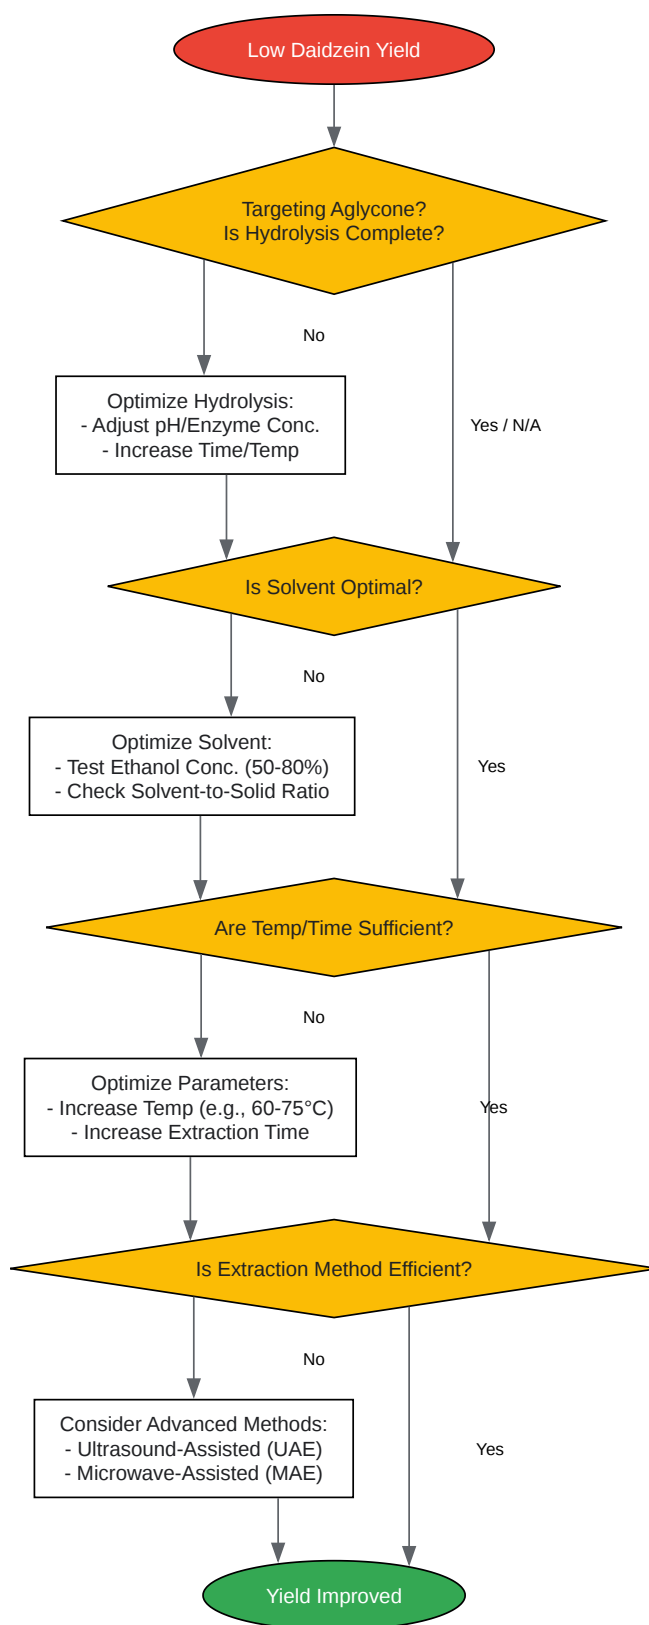 Low Daidzein Yield
Targeting Aglycone?
Is Hydrolysis Complete?
No
Optimize Hydrolysis:
- Adjust pH/Enzyme Conc.
- Increase Time/Temp
Yes / N/A
Is Solvent Optimal?
No
Optimize Solvent:
- Test Ethanol Conc. (50-80%)
- Check Solvent-to-Solid Ratio
Yes
Are Temp/Time Sufficient?
No
Optimize Parameters:
- Increase Temp (e.g., 60-75°C)
- Increase Extraction Time
Yes
Is Extraction Method Efficient?
No
Consider Advanced Methods:
- Ultrasound-Assisted (UAE)
- Microwave-Assisted (MAE)
Yes
Yield Improved